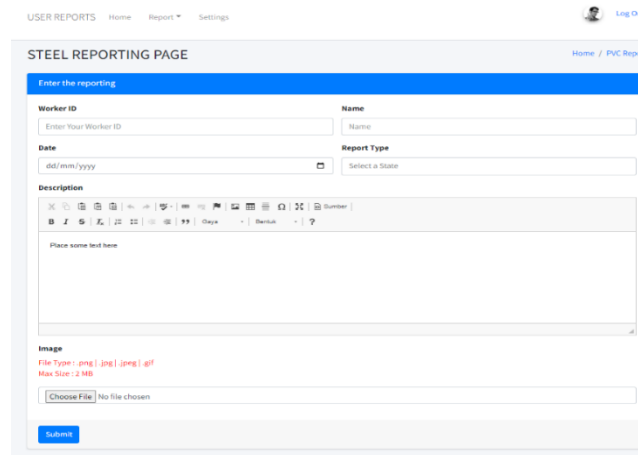 USER REPORTS Home Report Settings Log O
STEEL REPORTING PAGE Home / PVC Rep
Enter the reporting
Worker ID Name
Enter Your Worker ID Name
Date Report Type
dd/mm/yyyy Select a State
Description
Sumber
B I S Gaya Bentuk ?
Place some text here
Image
File Type : .png | .jpg | .jpeg | .gif
Max Size : 2 MB
Choose File No file chosen
Submit